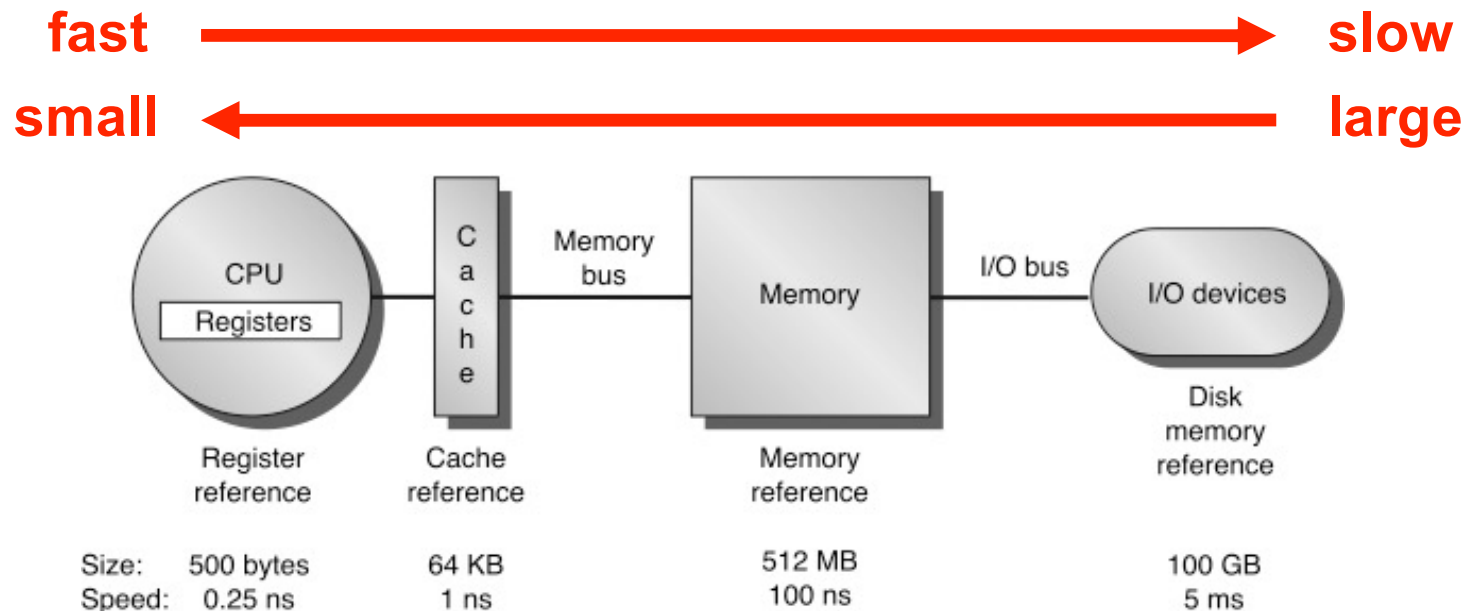 fast slow
small large
CPU
Registers
Cache
Memory
bus
Memory
I/O bus
I/O devices
Register
reference
Cache
reference
Memory
reference
Disk
memory
reference
Size: 500 bytes 64 KB 512 MB 100 GB
Speed: 0.25 ns 1 ns 100 ns 5 ms